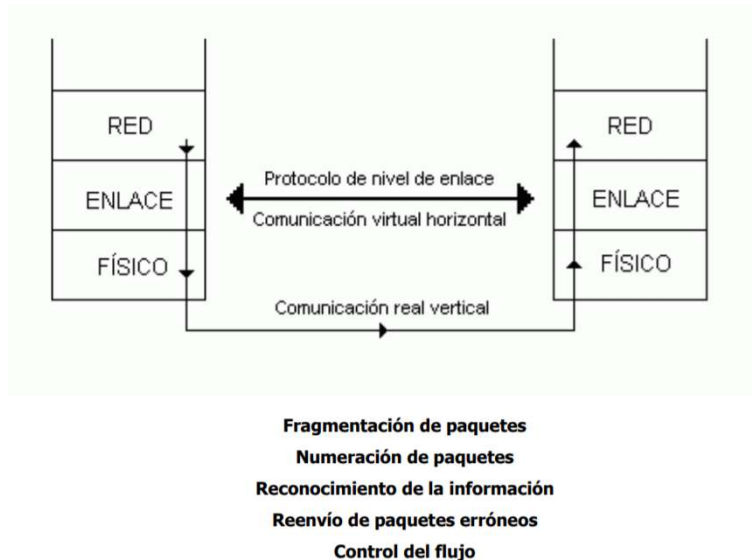 RED
RED
Protocolo de nivel de enlace
ENLACE
ENLACE
Comunicación virtual horizontal
FÍSICO
FÍSICO
Comunicación real vertical
Fragmentación de paquetes
Numeración de paquetes
Reconocimiento de la información
Reenvío de paquetes erróneos
Control del flujo